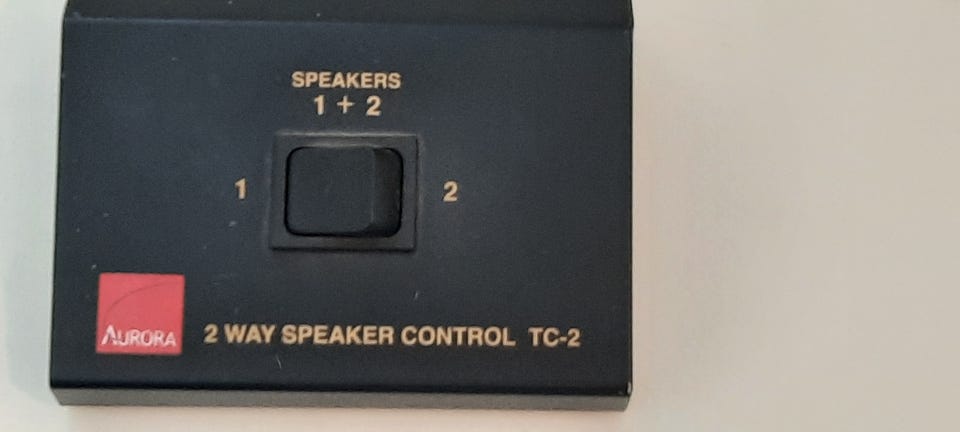 SPEAKERS
1 + 2
1
2
AURORA
2 WAY SPEAKER CONTROL TC-2